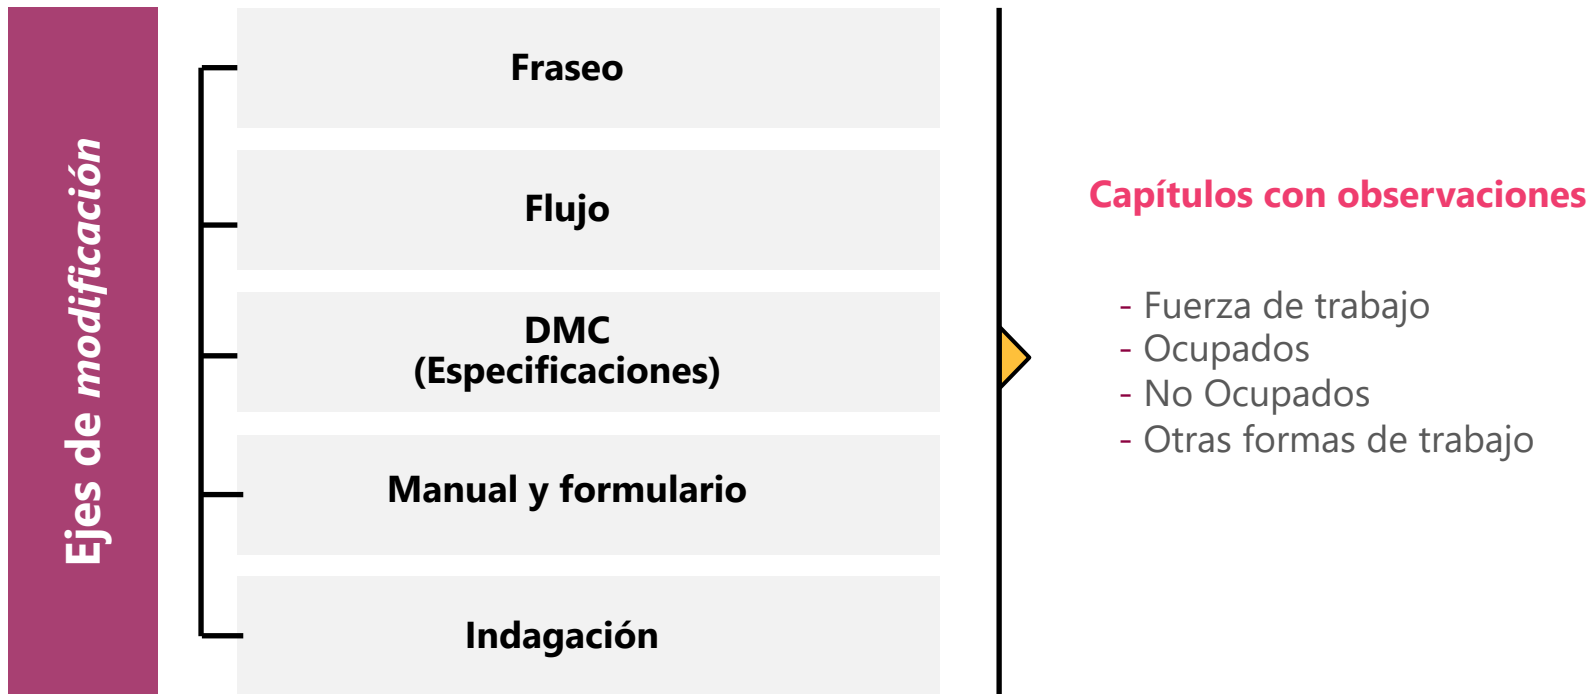 Ejes de modificación
Fraseo
Flujo
DMC
(Especificaciones)
Manual y formulario
Indagación
Capítulos con observaciones
- Fuerza de trabajo
- Ocupados
- No Ocupados
- Otras formas de trabajo